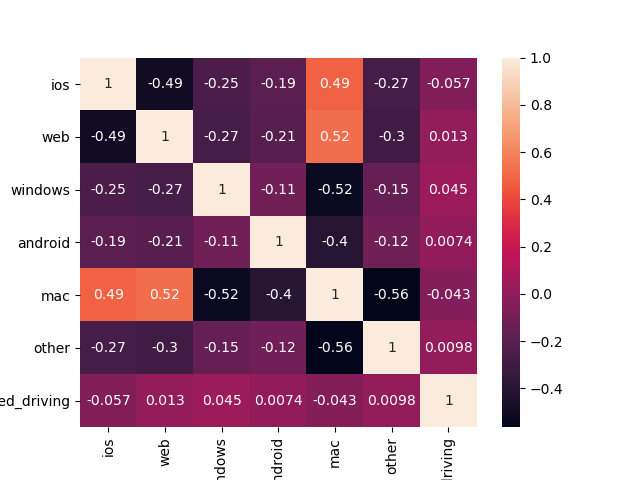 ios 1 -0.49 -0.25 -0.19 0.49 -0.27 -0.057
web -0.49 1 -0.27 -0.21 0.52 -0.3 0.013
windows -0.25 -0.27 1 -0.11 -0.52 -0.15 0.045
android -0.19 -0.21 -0.11 1 -0.4 -0.12 0.0074
mac 0.49 0.52 -0.52 -0.4 1 -0.56 -0.043
other -0.27 -0.3 -0.15 -0.12 -0.56 1 0.0098
ed_driving -0.057 0.013 0.045 0.0074 -0.043 0.0098 1
ios
web
ndows
ndroid
mac
other
driving
1.0
0.8
0.6
0.4
0.2
0.0
−0.2
−0.4